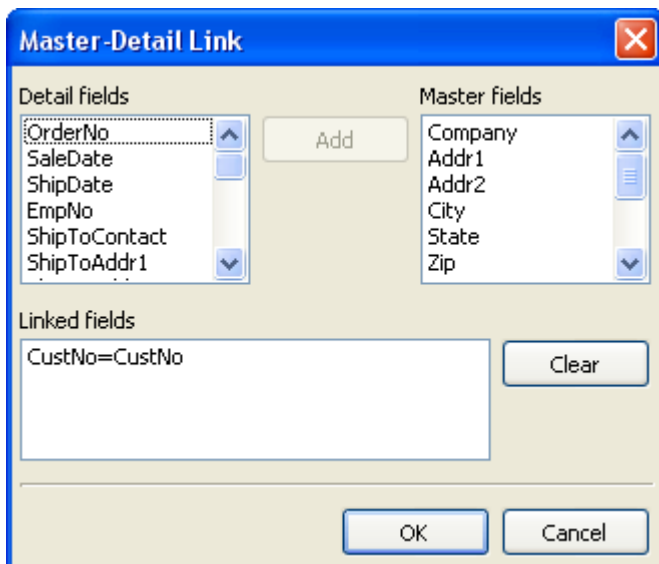 Master-Detail Link
Detail fields
Master fields
OrderNo
SaleDate
ShipDate
EmpNo
ShipToContact
ShipToAddr1
Add
Company
Addr1
Addr2
City
State
Zip
Linked fields
CustNo=CustNo
Clear
OK
Cancel